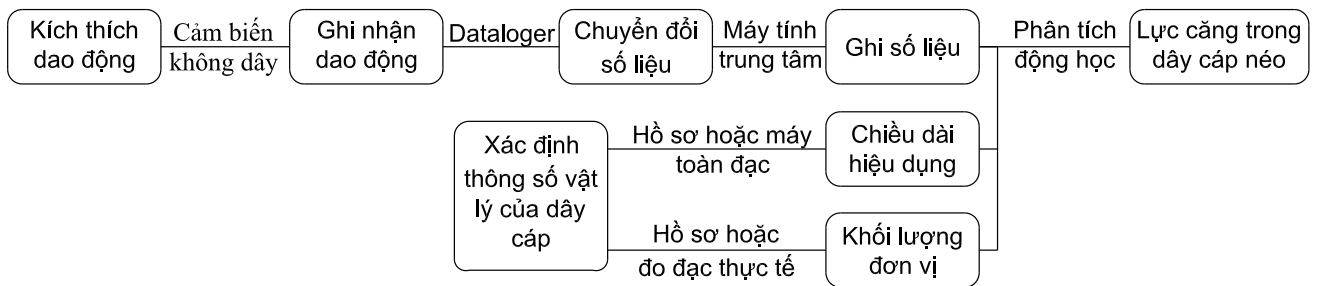 Kích thích
dao động
Cảm biến
không dây
Ghi nhận
dao động
Dataloger
Chuyển đổi
số liệu
Máy tính
trung tâm
Ghi số liệu
Phân tích
động học
Lực căng trong
dây cáp néo
Xác định
thông số vật
lý của dây
cáp
Hồ sơ hoặc máy
toàn đạc
Chiều dài
hiệu dụng
Hồ sơ hoặc
đo đạc thực tế
Khối lượng
đơn vị